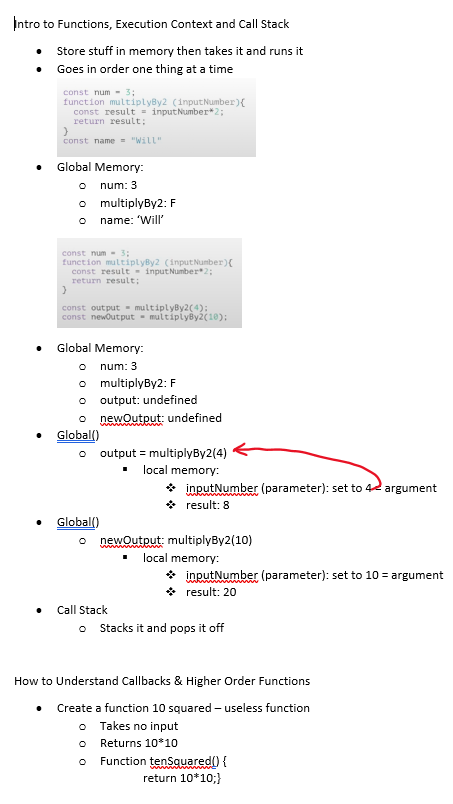 Intro to Functions, Execution Context and Call Stack
• Store stuff in memory then takes it and runs it
• Goes in order one thing at a time
const num = 3;
function multiplyBy2 (inputNumber){
const result = inputNumber*2;
return result;
}
const name = "Will"
• Global Memory:
o num: 3
o multiplyBy2: F
o name: ‘Will’
const num = 3;
function multiplyBy2 (inputNumber){
const result = inputNumber*2;
return result;
}
const output = multiplyBy2(4);
const newOutput = multiplyBy2(10);
• Global Memory:
o num: 3
o multiplyBy2: F
o output: undefined
o newOutput: undefined
• Global()
o output = multiplyBy2(4)
▪ local memory:
❖ inputNumber (parameter): set to 4 = argument
❖ result: 8
• Global()
o newOutput: multiplyBy2(10)
▪ local memory:
❖ inputNumber (parameter): set to 10 = argument
❖ result: 20
• Call Stack
o Stacks it and pops it off
How to Understand Callbacks & Higher Order Functions
• Create a function 10 squared – useless function
o Takes no input
o Returns 10*10
o Function tenSquared() {
return 10*10;}